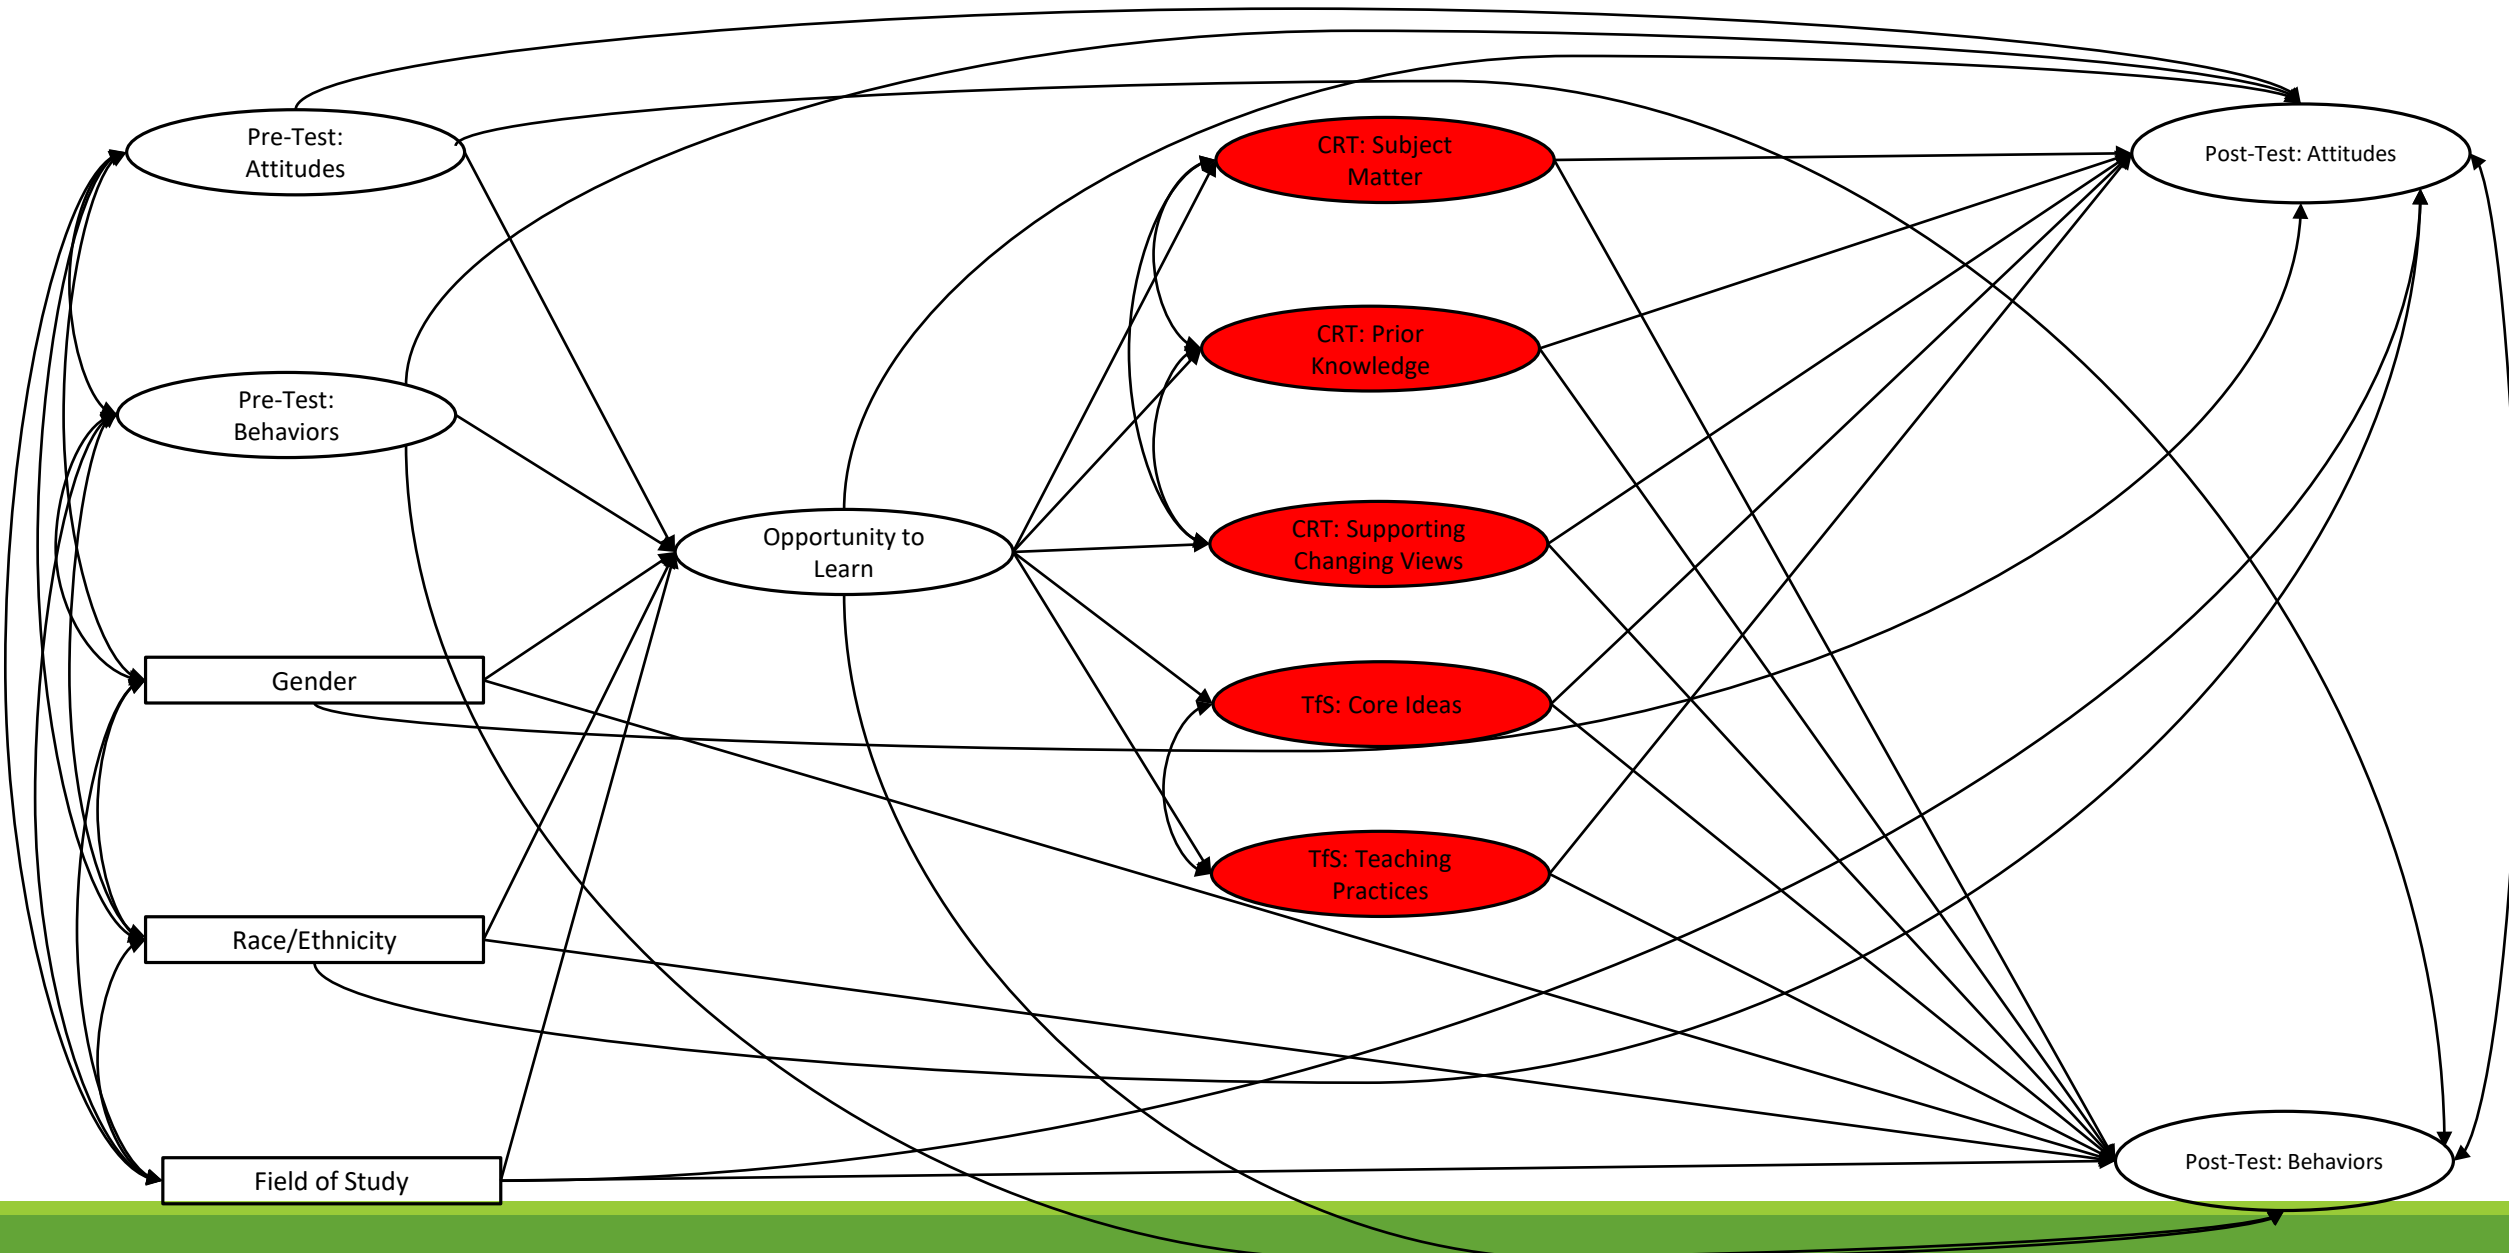 Pre-Test:
Attitudes
Pre-Test:
Behaviors
Gender
Race/Ethnicity
Field of Study
Opportunity to
Learn
CRT: Subject
Matter
CRT: Prior
Knowledge
CRT: Supporting
Changing Views
TfS: Core Ideas
TfS: Teaching
Practices
Post-Test: Attitudes
Post-Test: Behaviors